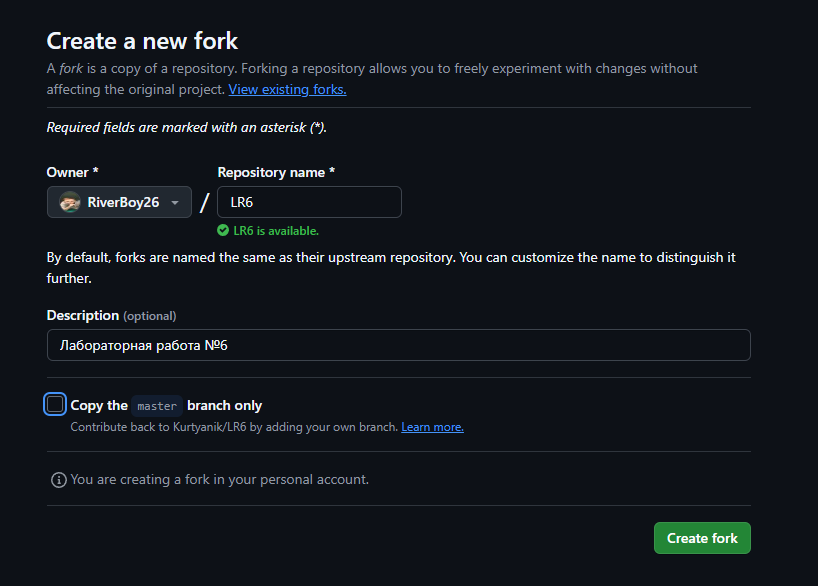 Create a new fork
A fork is a copy of a repository. Forking a repository allows you to freely experiment with changes without
affecting the original project. View existing forks.
Required fields are marked with an asterisk (*).
Owner *
Repository name *
RiverBoy26 / LR6
LR6 is available.
By default, forks are named the same as their upstream repository. You can customize the name to distinguish it
further.
Description (optional)
Лабораторная работа №6
Copy the master branch only
Contribute back to Kurtyanik/LR6 by adding your own branch. Learn more.
You are creating a fork in your personal account.
Create fork